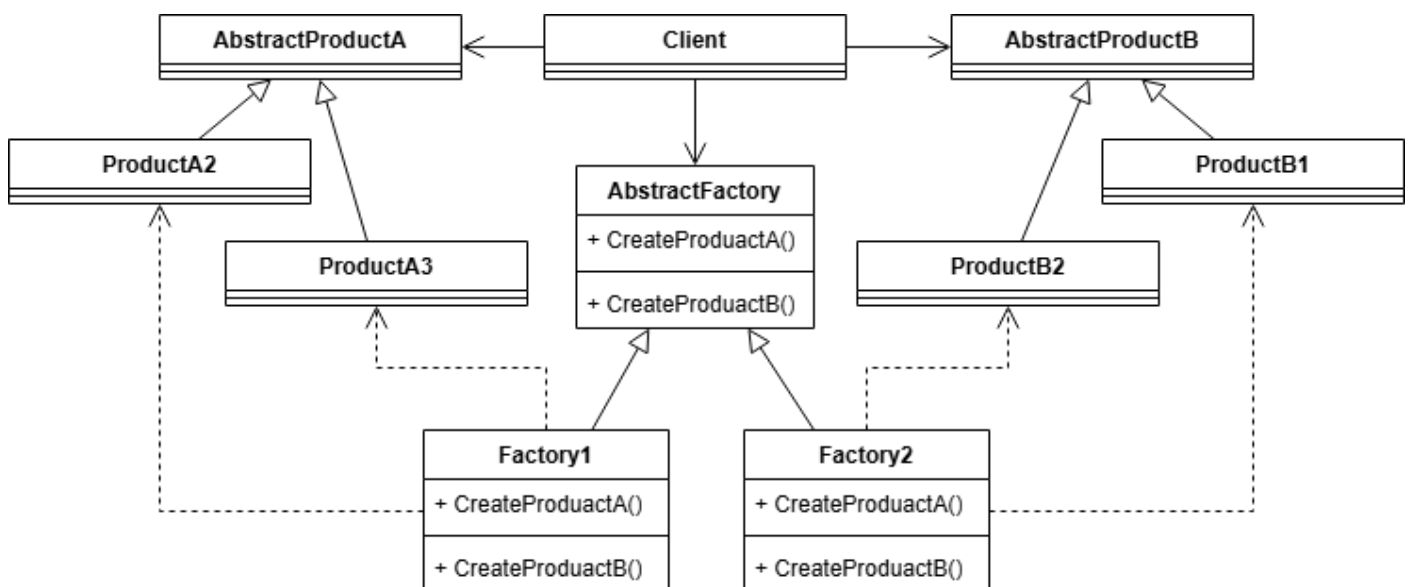 AbstractProductA
Client
AbstractProductB
ProductA2
ProductB1
AbstractFactory
+ CreateProduactA()
+ CreateProduactB()
ProductA3
ProductB2
Factory1
+ CreateProduactA()
+ CreateProduactB()
Factory2
+ CreateProduactA()
+ CreateProduactB()